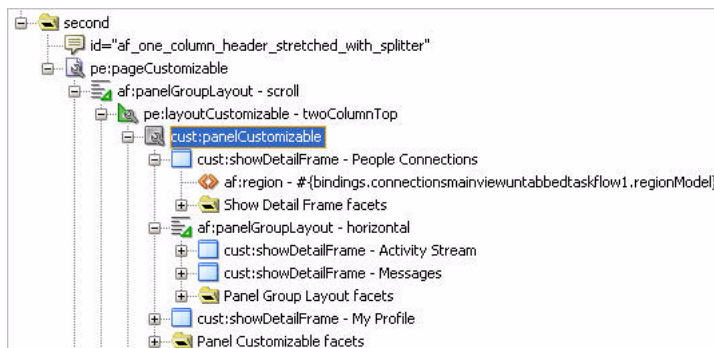 second
id="af_one_column_header_stretched_with_splitter"
pe:pageCustomizable
af:panelGroupLayout - scroll
pe:layoutCustomizable - twoColumnTop
cust:panelCustomizable
cust:showDetailFrame - People Connections
af:region - #{bindings.connectionsmainviewuntabbedtaskflow1.regionModel}
Show Detail Frame facets
af:panelGroupLayout - horizontal
cust:showDetailFrame - Activity Stream
cust:showDetailFrame - Messages
Panel Group Layout facets
cust:showDetailFrame - My Profile
Panel Customizable facets